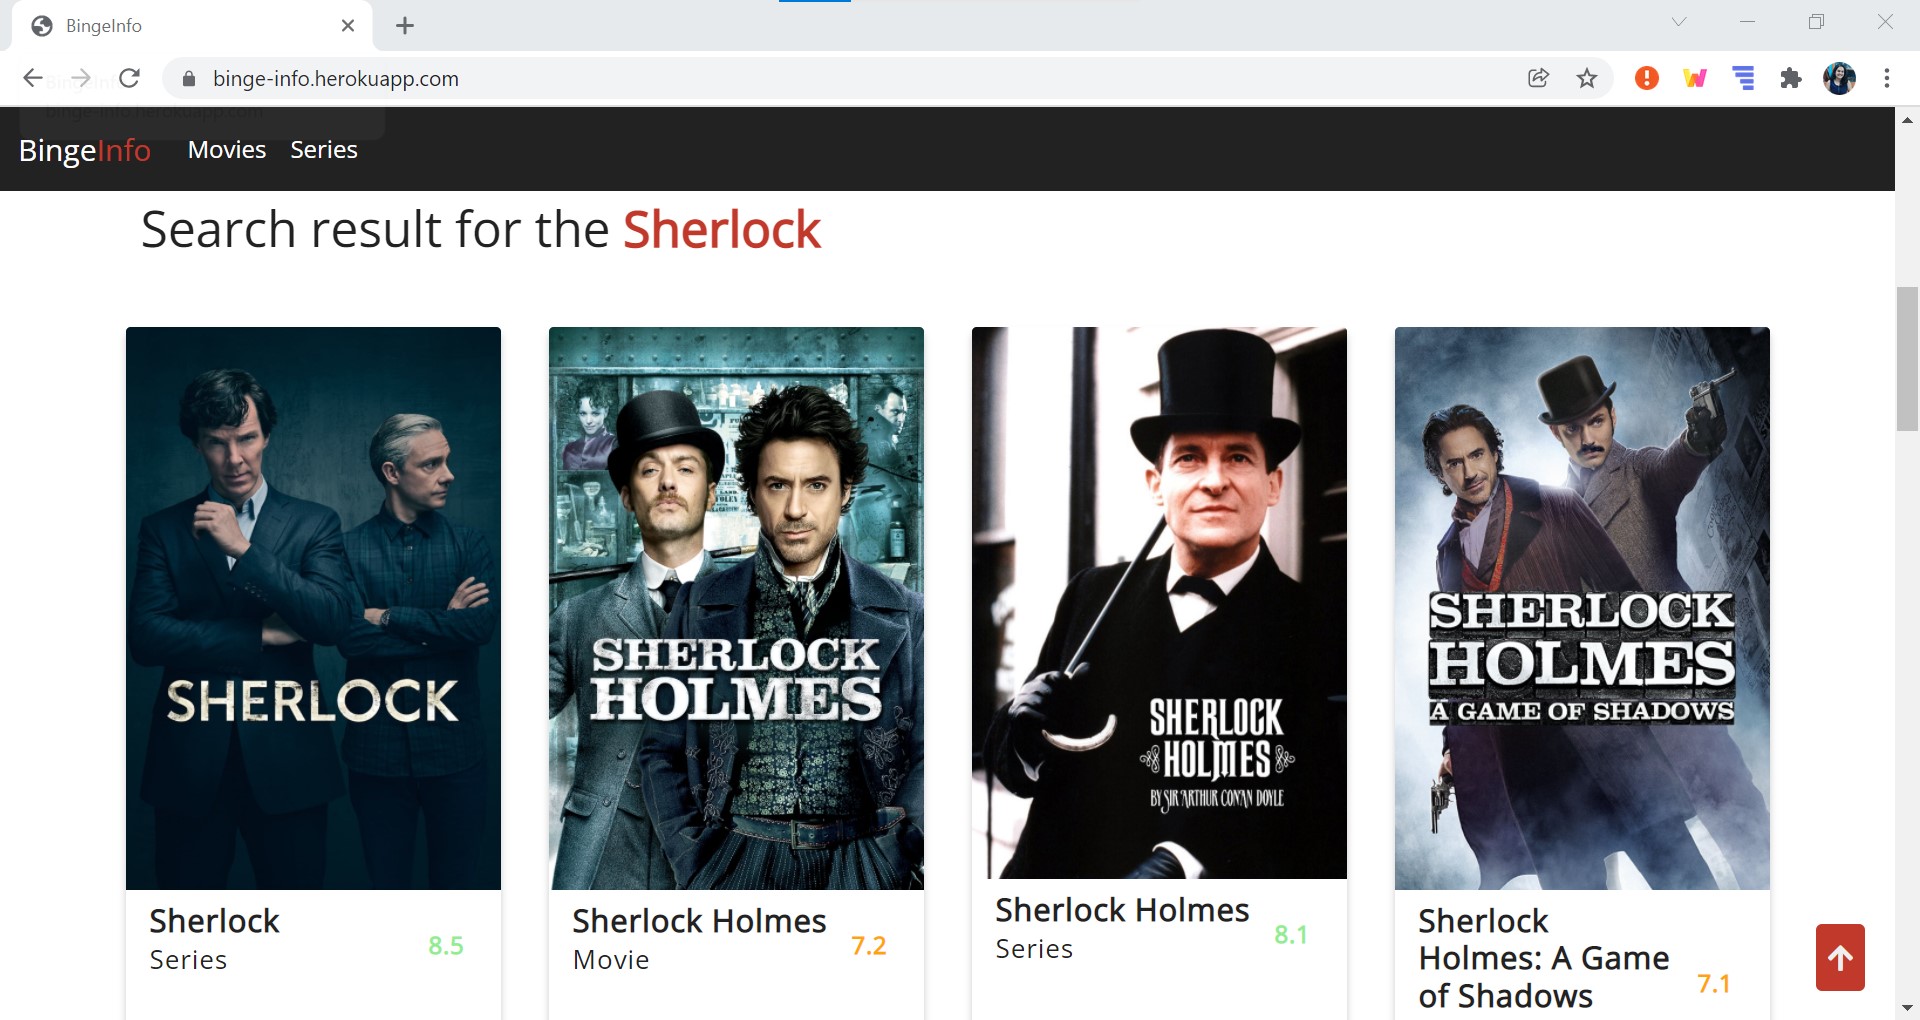 BingeInfo
binge-info.herokuapp.com
BingeInfo Movies Series
Search result for the Sherlock
SHERLOCK
Sherlock
Series
8.5
SHERLOCK
HOLMES
Sherlock Holmes
Movie
7.2
SHERLOCK
HOLMES
BY SIR ARTHUR CONAN DOYLE
Sherlock Holmes
Series
8.1
SHERLOCK
HOLMES
A GAME OF SHADOWS
Sherlock
Holmes: A Game
of Shadows
7.1